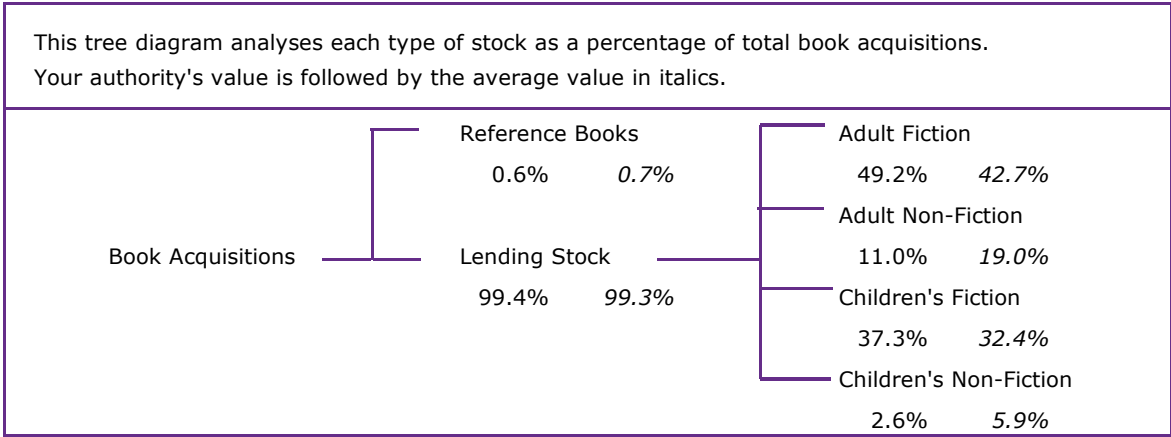 This tree diagram analyses each type of stock as a percentage of total book acquisitions.
Your authority's value is followed by the average value in italics.
Reference Books
0.6% 0.7%
Book Acquisitions
Lending Stock
99.4% 99.3%
Adult Fiction
49.2% 42.7%
Adult Non-Fiction
11.0% 19.0%
Children's Fiction
37.3% 32.4%
Children's Non-Fiction
2.6% 5.9%